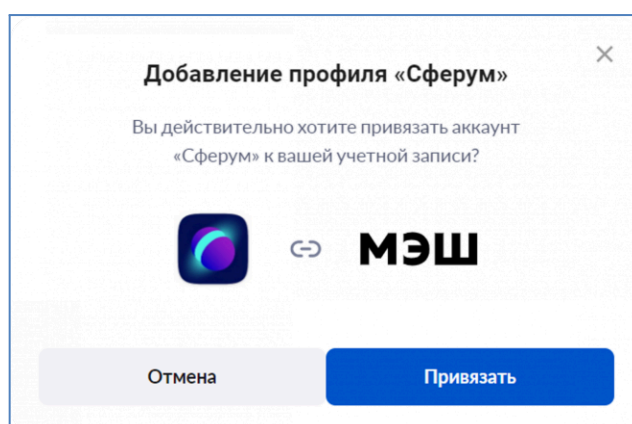 Добавление профиля «Сферум»
Вы действительно хотите привязать аккаунт
«Сферум» к вашей учетной записи?
МЭШ
Отмена
Привязать